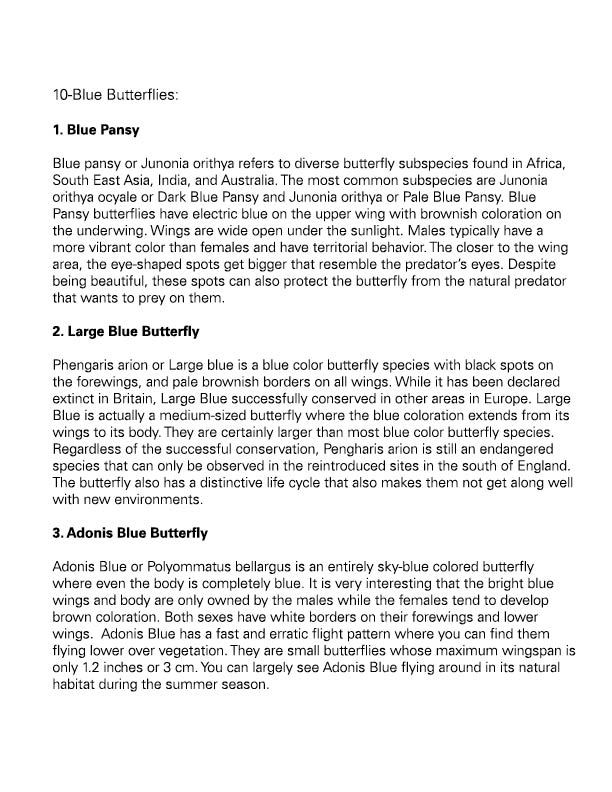 10-Blue Butterflies:
1. Blue Pansy
Blue pansy or Junonia orithya refers to diverse butterfly subspecies found in Africa,
South East Asia, India, and Australia. The most common subspecies are Junonia
orithya ocyale or Dark Blue Pansy and Junonia orithya or Pale Blue Pansy. Blue
Pansy butterflies have electric blue on the upper wing with brownish coloration on
the underwing. Wings are wide open under the sunlight. Males typically have a
more vibrant color than females and have territorial behavior. The closer to the wing
area, the eye-shaped spots get bigger that resemble the predator’s eyes. Despite
being beautiful, these spots can also protect the butterfly from the natural predator
that wants to prey on them.
2. Large Blue Butterfly
Phengaris arion or Large blue is a blue color butterfly species with black spots on
the forewings, and pale brownish borders on all wings. While it has been declared
extinct in Britain, Large Blue successfully conserved in other areas in Europe. Large
Blue is actually a medium-sized butterfly where the blue coloration extends from its
wings to its body. They are certainly larger than most blue color butterfly species.
Regardless of the successful conservation, Pengharis arion is still an endangered
species that can only be observed in the reintroduced sites in the south of England.
The butterfly also has a distinctive life cycle that also makes them not get along well
with new environments.
3. Adonis Blue Butterfly
Adonis Blue or Polyommatus bellargus is an entirely sky-blue colored butterfly
where even the body is completely blue. It is very interesting that the bright blue
wings and body are only owned by the males while the females tend to develop
brown coloration. Both sexes have white borders on their forewings and lower
wings.  Adonis Blue has a fast and erratic flight pattern where you can find them
flying lower over vegetation. They are small butterflies whose maximum wingspan is
only 1.2 inches or 3 cm. You can largely see Adonis Blue flying around in its natural
habitat during the summer season.